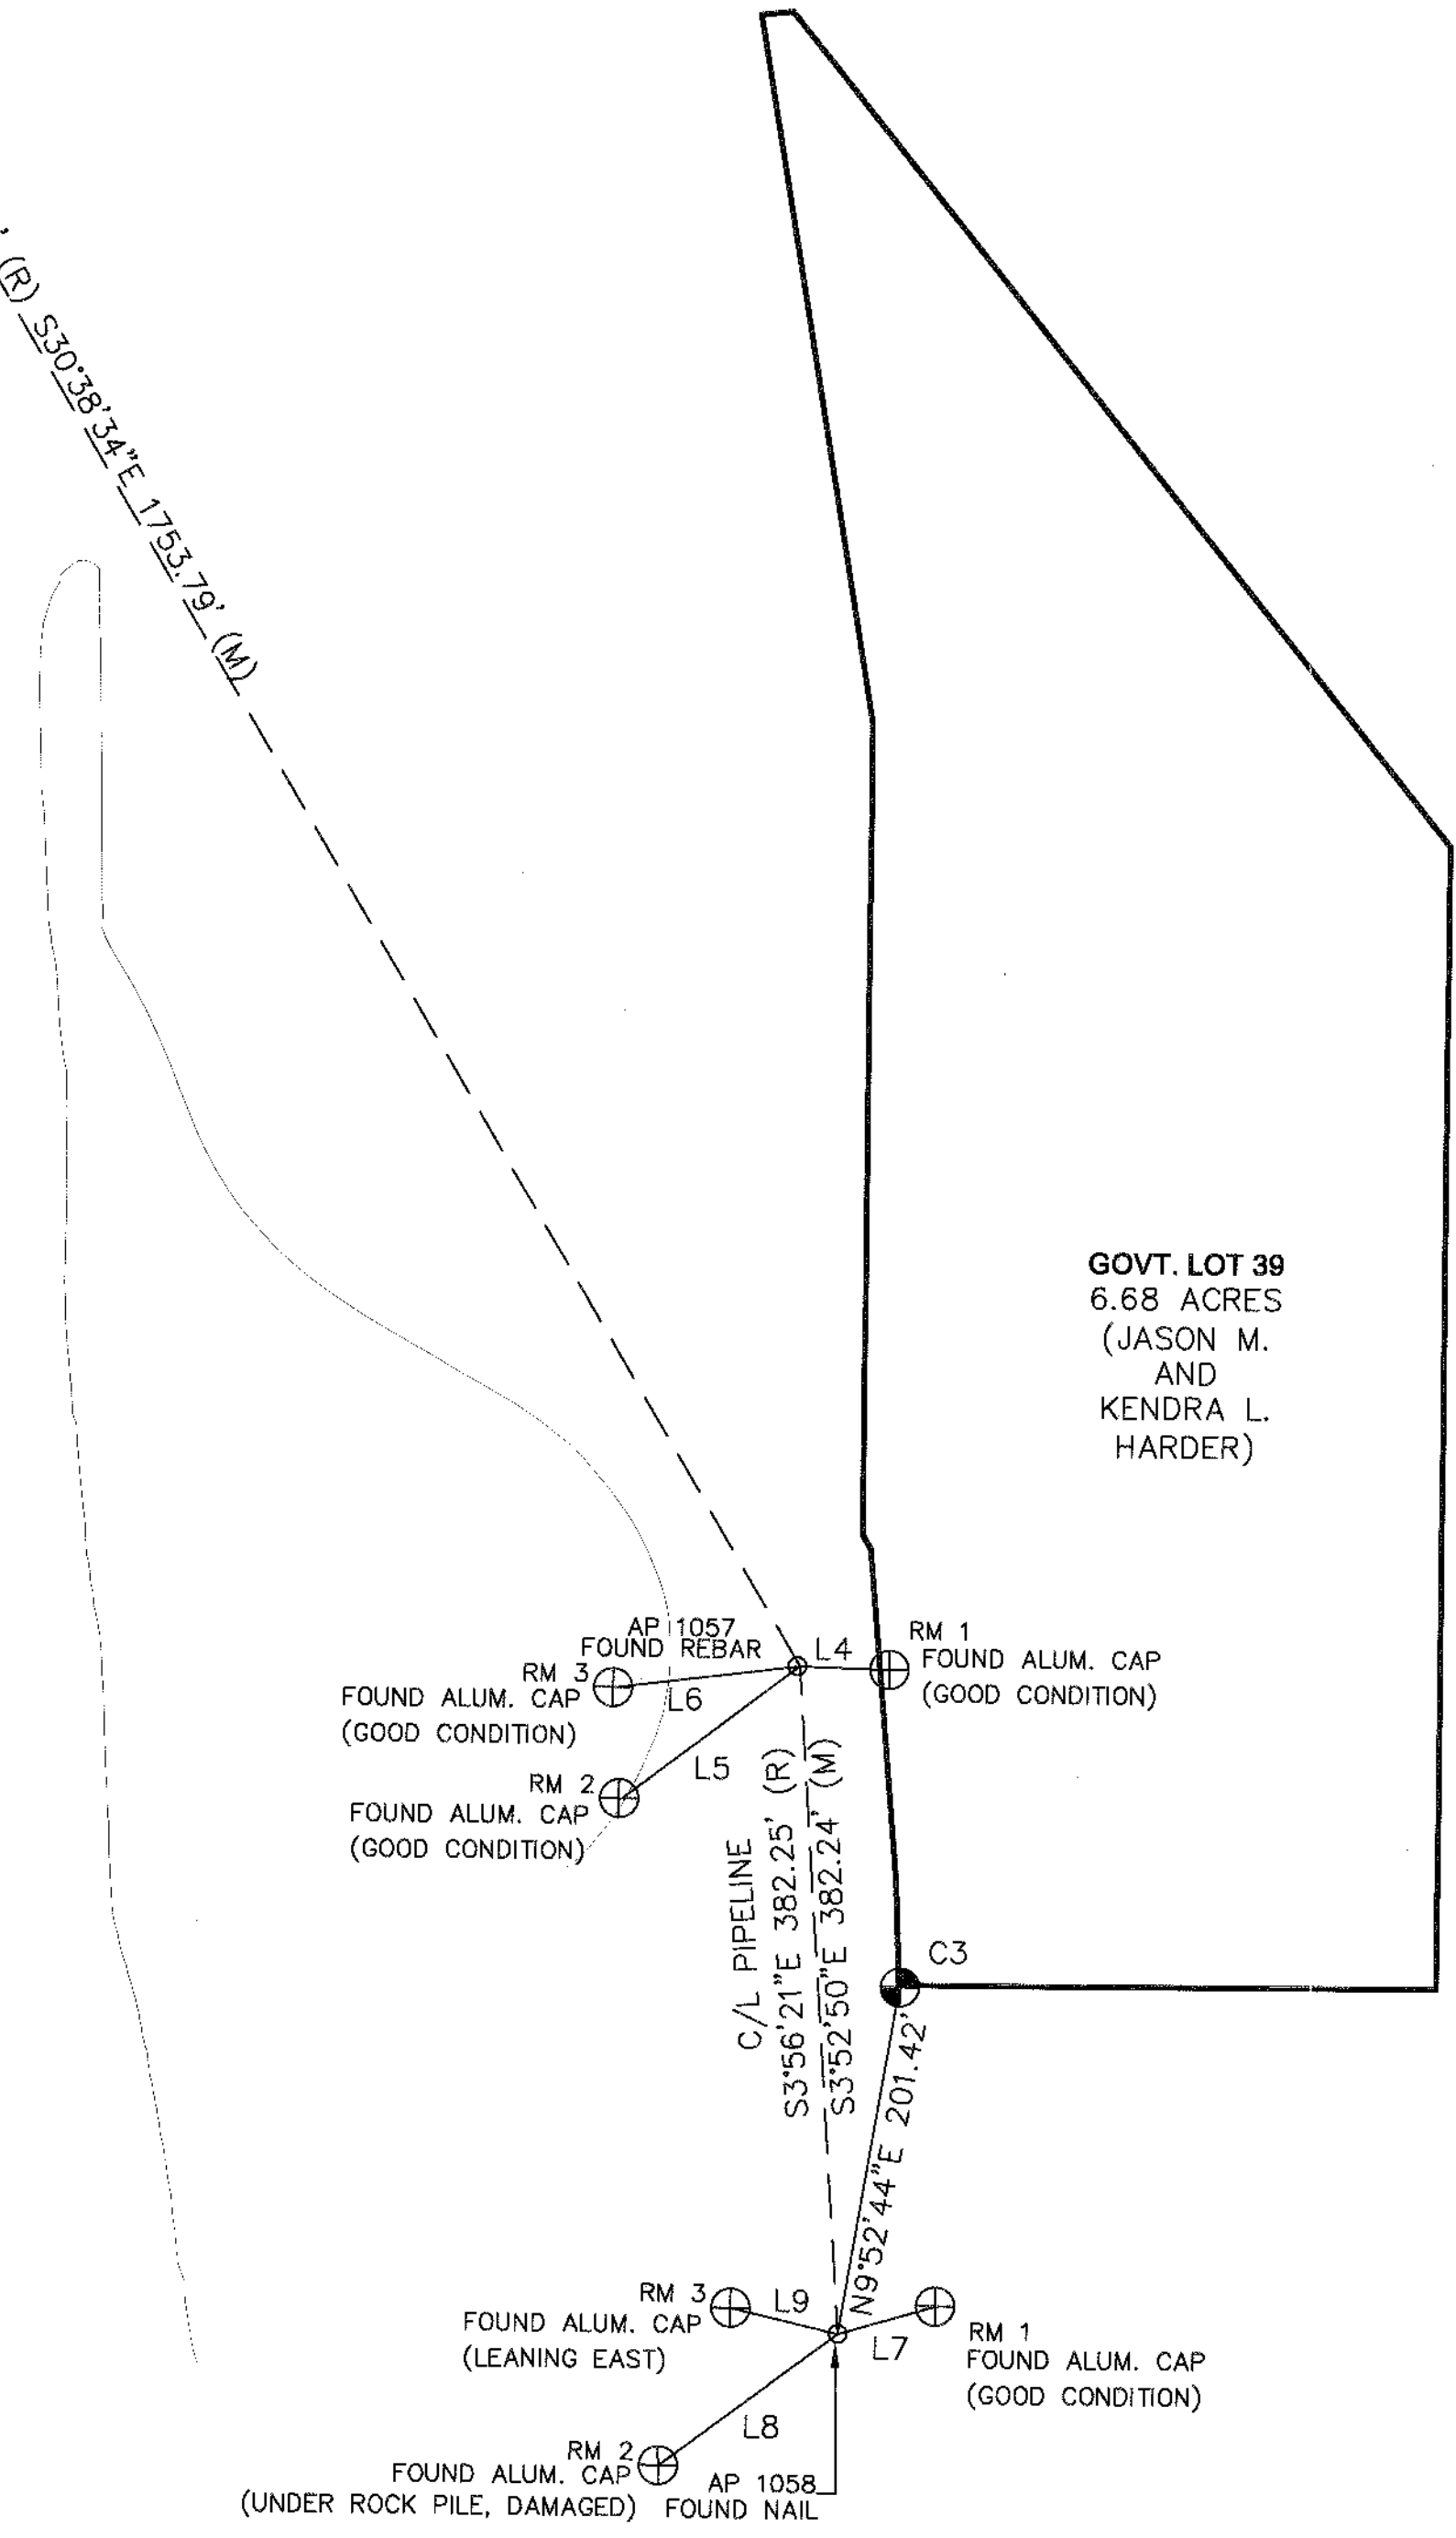 ' (R) S30°38'34"E 1753.79' (M)
GOVT. LOT 39
6.68 ACRES
(JASON M.
AND
KENDRA L.
HARDER)
AP 1057
FOUND REBAR
L4
RM 1
FOUND ALUM. CAP
(GOOD CONDITION)
RM 3
FOUND ALUM. CAP
(GOOD CONDITION)
L6
L5
RM 2
FOUND ALUM. CAP
(GOOD CONDITION)
C/L PIPELINE
S3°56'21"E 382.25' (R)
S3°52'50"E 382.24' (M)
C3
N9°52'44"E 201.42'
RM 3
FOUND ALUM. CAP
(LEANING EAST)
L9
L7
RM 1
FOUND ALUM. CAP
(GOOD CONDITION)
L8
RM 2
FOUND ALUM. CAP
(UNDER ROCK PILE, DAMAGED)
AP 1058
FOUND NAIL